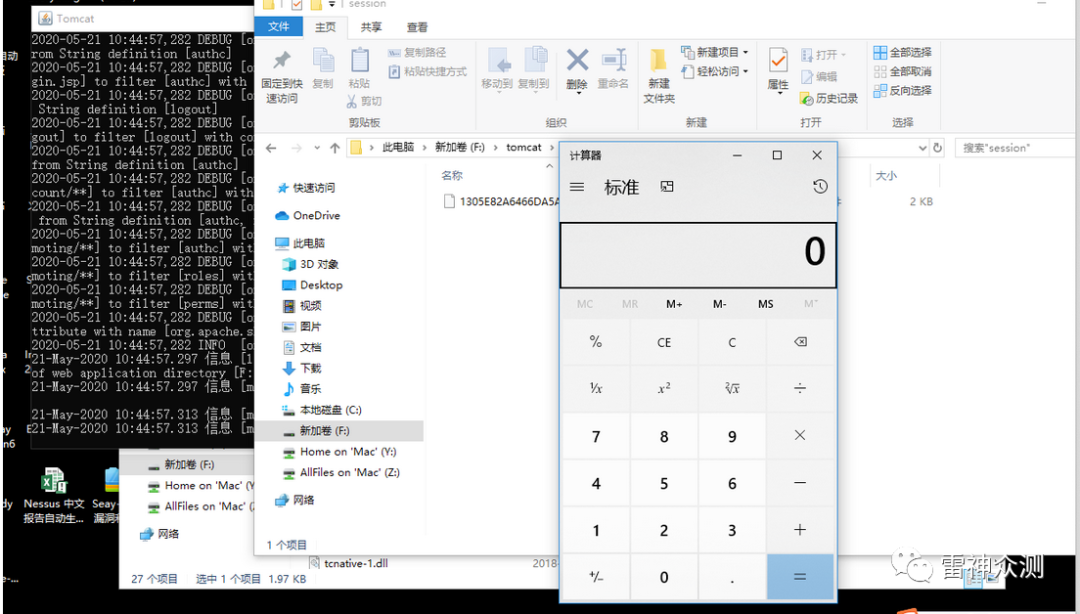 Tomcat
2020-05-21 10:44:57,282 DEBUG [o
rom String definition [authc]
2020-05-21 10:44:57,282 DEBUG [o
gin.jsp] to filter [authc] with
2020-05-21 10:44:57,282 DEBUG [o
String definition [logout]
2020-05-21 10:44:57,282 DEBUG [o
gout] to filter [logout] with co
2020-05-21 10:44:57,282 DEBUG [o
from String definition [authc]
2020-05-21 10:44:57,282 DEBUG [o
count/**] to filter [authc] with
2020-05-21 10:44:57,282 DEBUG [o
from String definition [authc,
2020-05-21 10:44:57,282 DEBUG [o
moting/**] to filter [authc] wit
2020-05-21 10:44:57,282 DEBUG [o
moting/**] to filter [roles] wit
2020-05-21 10:44:57,282 DEBUG [o
moting/**] to filter [perms] wit
2020-05-21 10:44:57,282 DEBUG [o
ttribute with name [org.apache.s
2020-05-21 10:44:57,282 INFO [o
21-May-2020 10:44:57.297 信息 [l
of web application directory [F:
21-May-2020 10:44:57.297 信息 [m
21-May-2020 10:44:57.313 信息 [m
21-May-2020 10:44:57.313 信息 [m
session
文件 主页 共享 查看
固定到快速访问
复制
粘贴
复制路径
粘贴快捷方式
剪切
剪贴板
移动到 复制到 删除 重命名
组织
新建
文件夹
新建项目
轻松访问
新建
属性
打开
编辑
历史记录
打开
全部选择
全部取消
反向选择
选择
此电脑 新加卷 (F:) tomcat
搜索"session"
名称 大小
1305E82A6466DA5A
2 KB
快速访问
OneDrive
此电脑
3D 对象
Desktop
视频
图片
文档
下载
音乐
本地磁盘 (C:)
新加卷 (F:)
Home on 'Mac' (Y:)
AllFiles on 'Mac' (Z:)
网络
1 个项目
计算器
标准
0
MC MR M+ M- MS M˅
% CE C
¹/x x² ²√x ÷
7 8 9 ×
4 5 6 −
1 2 3 +
+/− 0 . =
新加卷 (F:)
Home on 'Mac' (Y
AllFiles on 'Mac' (
网络
tcnative-1.dll
2018
27 个项目 选中 1 个项目 1.97 KB
Nessus 中文
报告自动生...
Seay
雷神众测